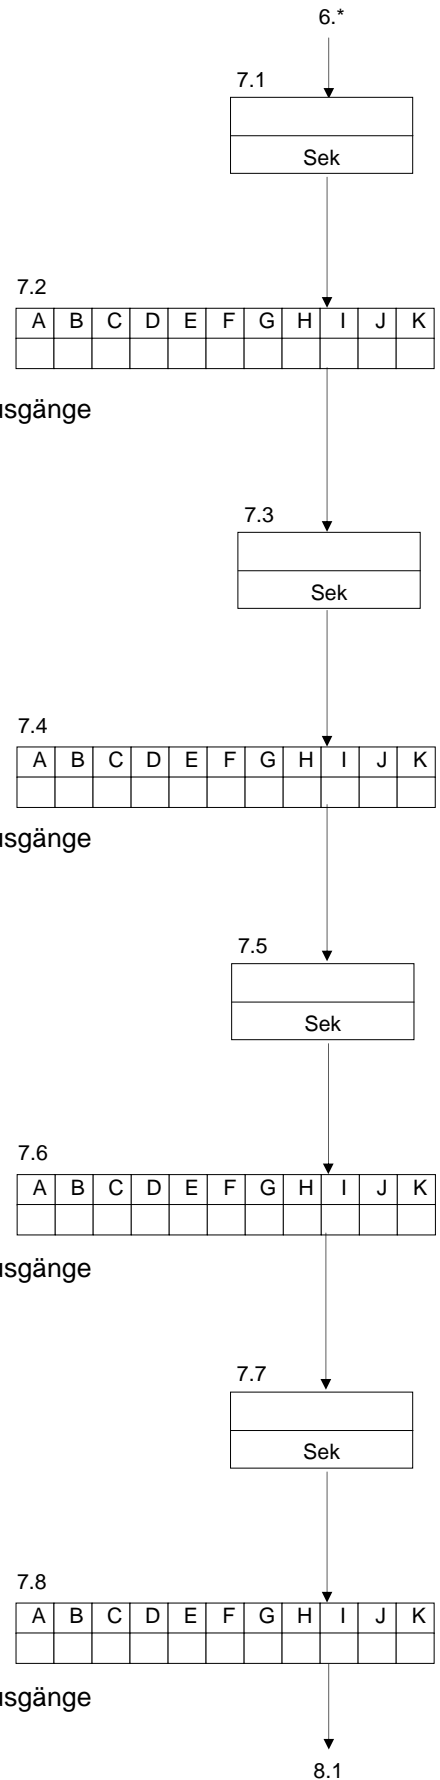 6.*
7.1
Sek
7.2
A B C D E F G H I J K
usgänge
7.3
Sek
7.4
A B C D E F G H I J K
usgänge
7.5
Sek
7.6
A B C D E F G H I J K
usgänge
7.7
Sek
7.8
A B C D E F G H I J K
usgänge
8.1